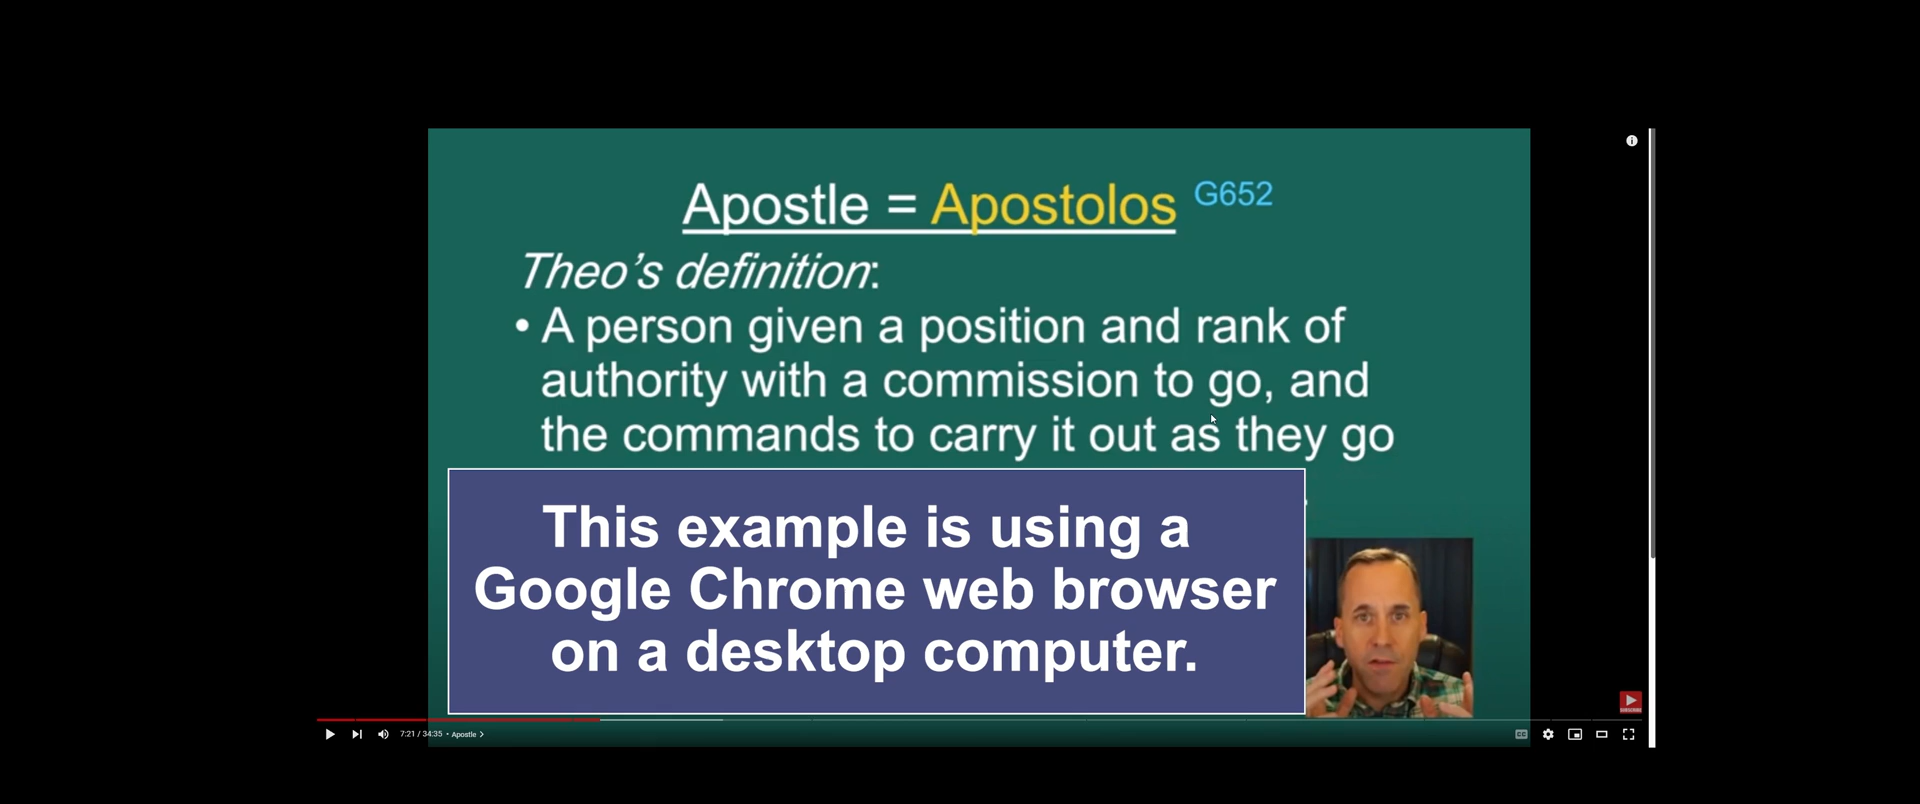 Apostle = Apostolos G652
Theo's definition:
• A person given a position and rank of
authority with a commission to go, and
the commands to carry it out as they go
This example is using a
Google Chrome web browser
on a desktop computer.
SUBSCRIBE
7:21 / 34:35 • Apostle >
CC